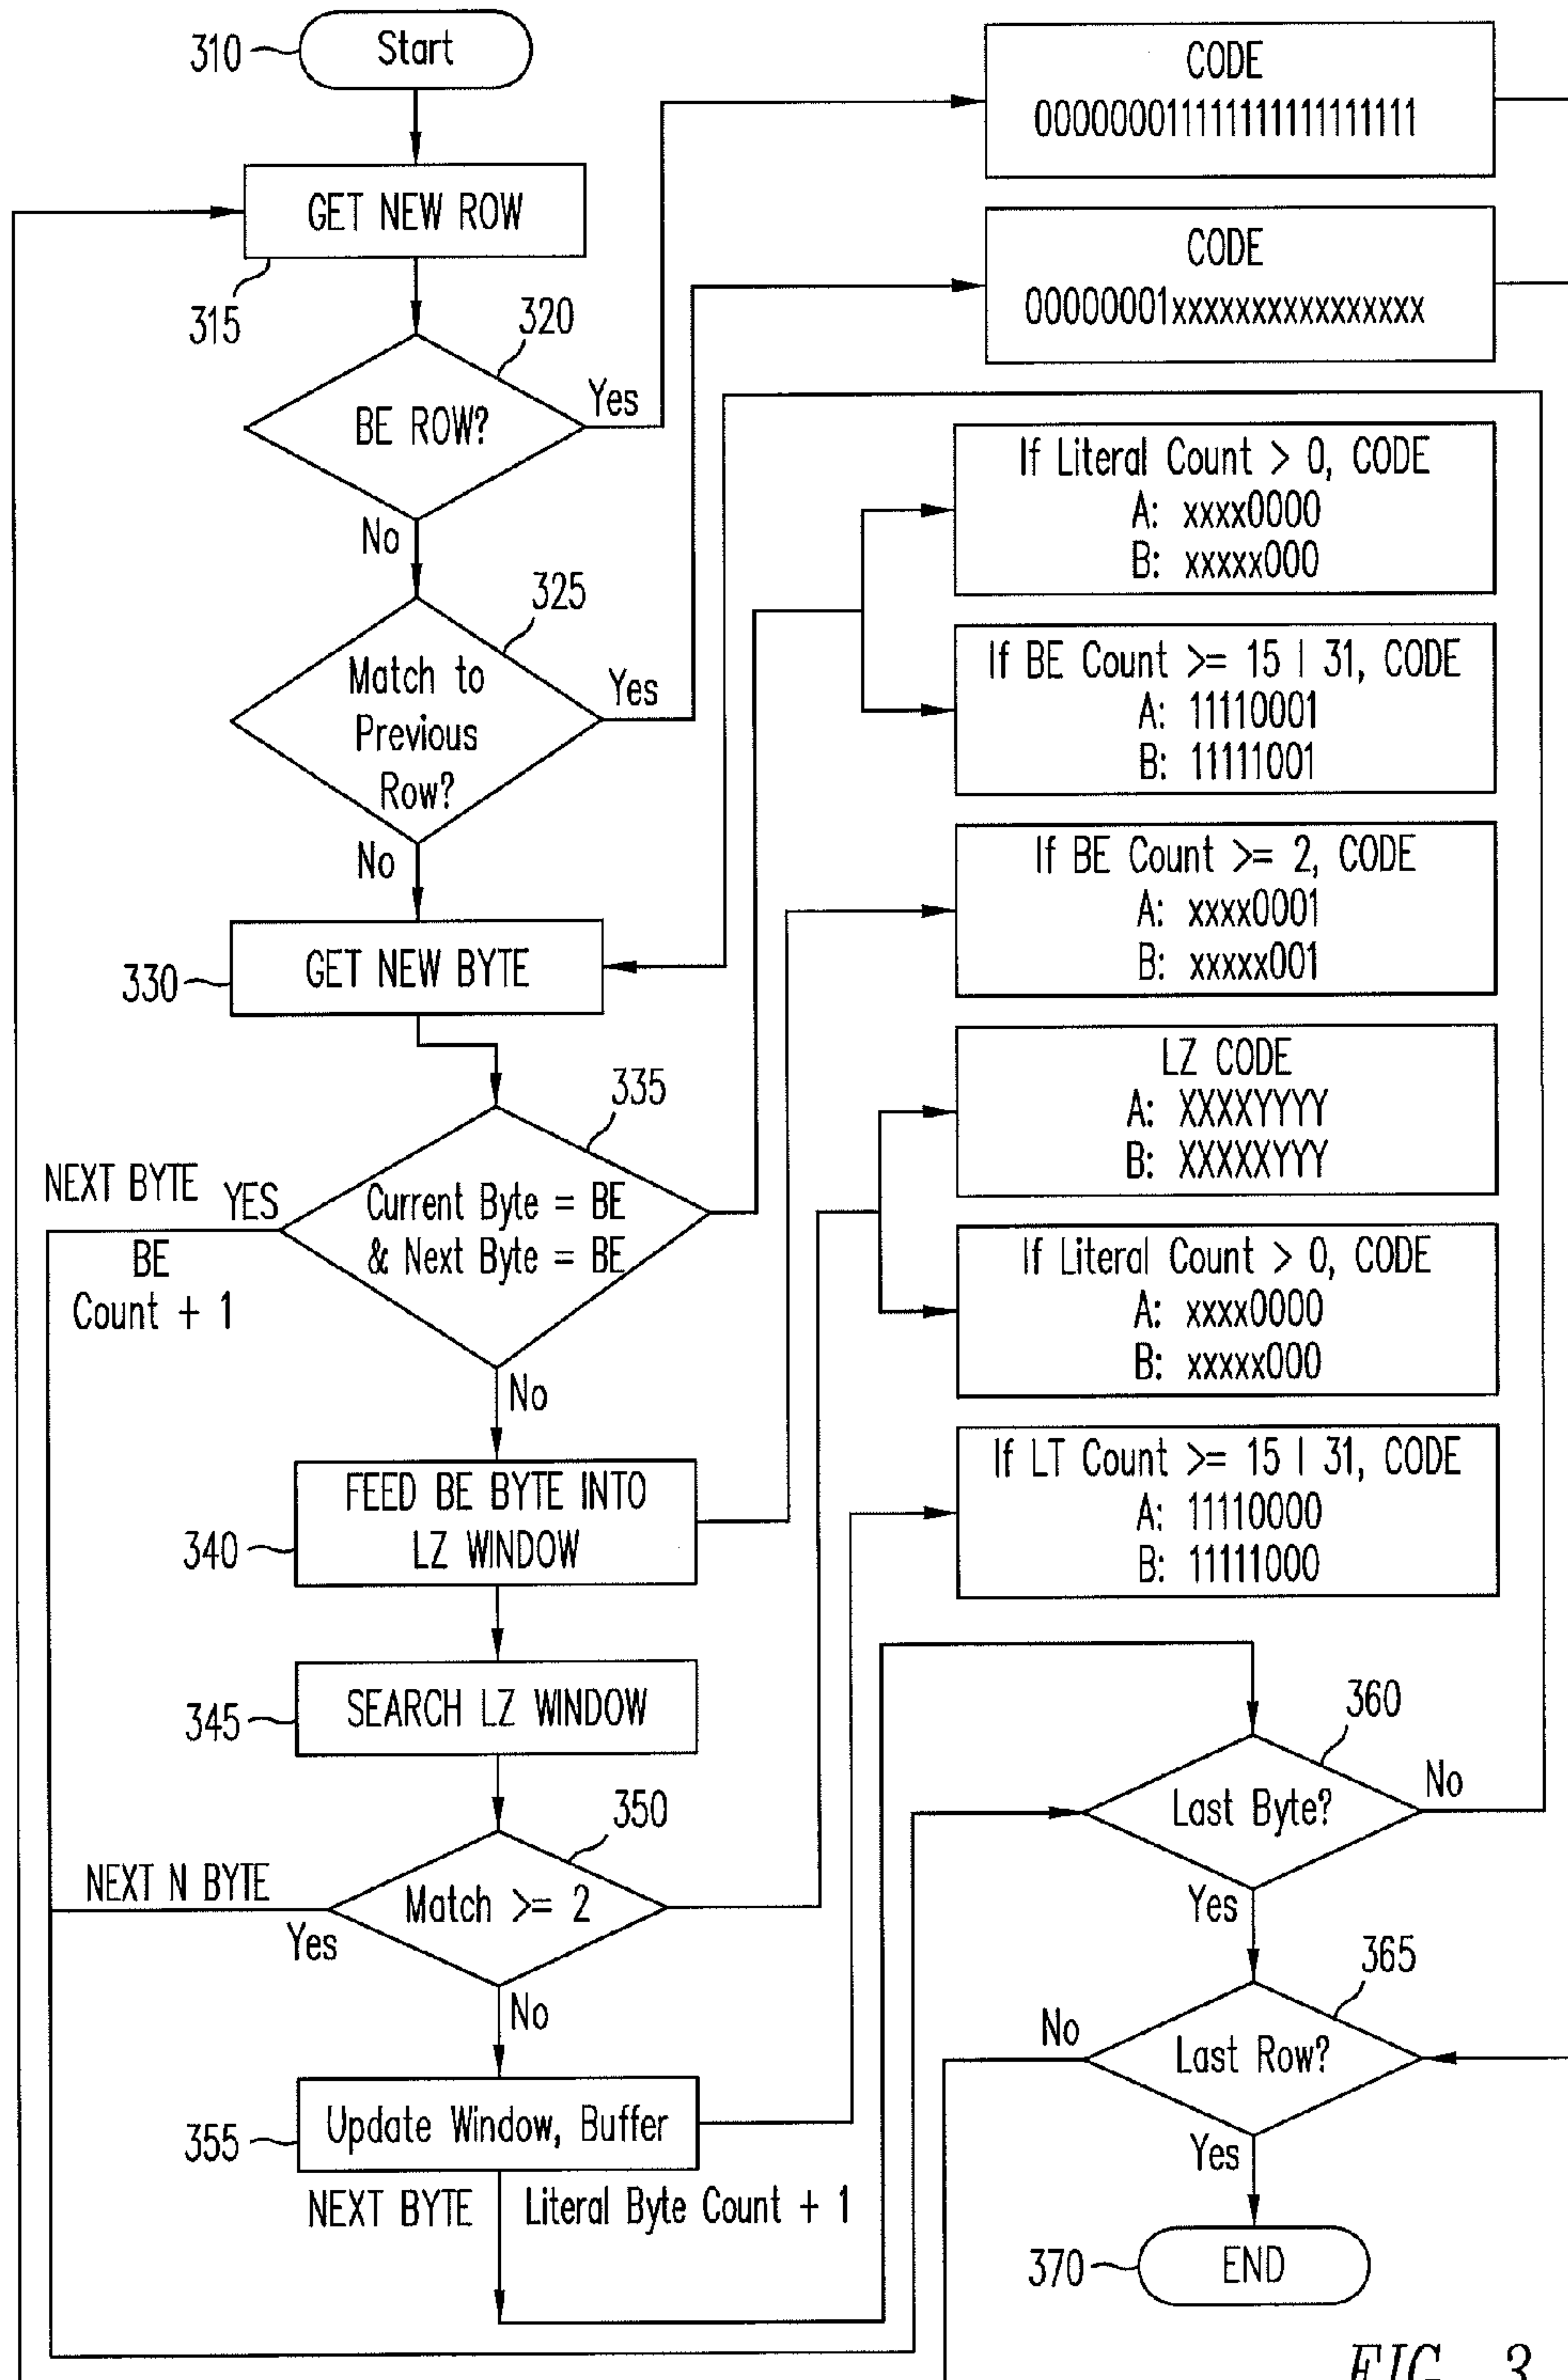 310
Start
CODE
000000011111111111111111
GET NEW ROW
315
CODE
00000001xxxxxxxxxxxxxxxx
320
BE ROW?
Yes
No
If Literal Count > 0, CODE
A: xxxx0000
B: xxxxx000
325
Match to
Previous
Row?
Yes
No
If BE Count >= 15 | 31, CODE
A: 11110001
B: 11111001
If BE Count >= 2, CODE
A: xxxx0001
B: xxxxx001
330
GET NEW BYTE
335
LZ CODE
A: XXXXYYYY
B: XXXXXYYY
NEXT BYTE
YES
BE
Count + 1
Current Byte = BE
& Next Byte = BE
No
If Literal Count > 0, CODE
A: xxxx0000
B: xxxxx000
340
FEED BE BYTE INTO
LZ WINDOW
If LT Count >= 15 | 31, CODE
A: 11110000
B: 11111000
345
SEARCH LZ WINDOW
350
NEXT N BYTE
Yes
Match >= 2
No
360
Last Byte?
No
Yes
355
Update Window, Buffer
NEXT BYTE
Literal Byte Count + 1
365
No
Last Row?
Yes
370
END
FIG. 3